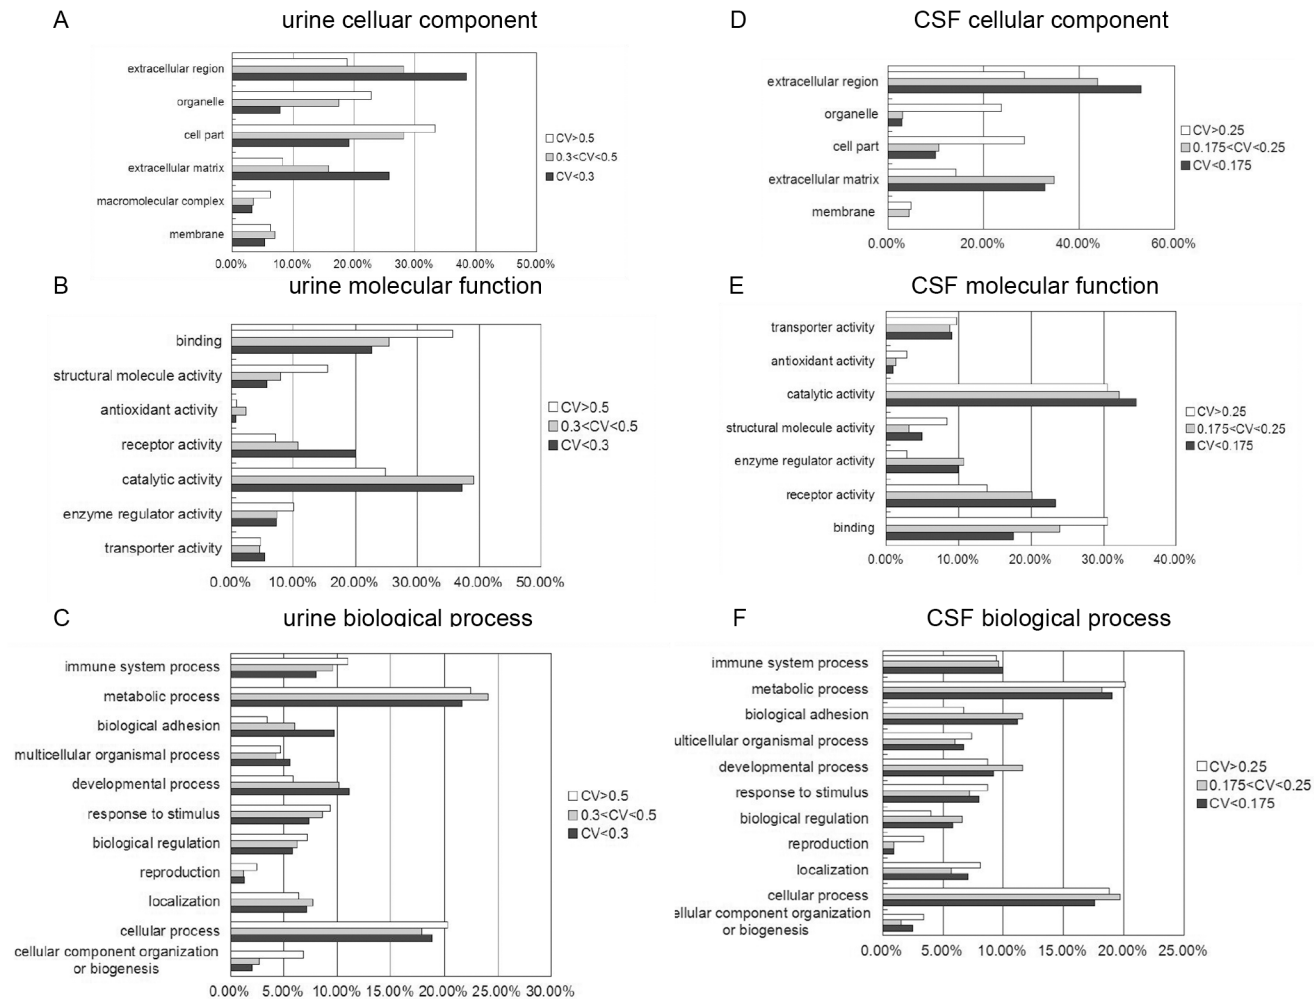 A
urine celluar component
extracellular region
organelle
cell part
extracellular matrix
macromolecular complex
membrane
0.00% 10.00% 20.00% 30.00% 40.00% 50.00%
CV>0.5
0.3<CV<0.5
CV<0.3
D
CSF cellular component
extracellular region
organelle
cell part
extracellular matrix
membrane
0.00% 20.00% 40.00% 60.00%
CV>0.25
0.175<CV<0.25
CV<0.175
B
urine molecular function
binding
structural molecule activity
antioxidant activity
receptor activity
catalytic activity
enzyme regulator activity
transporter activity
0.00% 10.00% 20.00% 30.00% 40.00% 50.00%
CV>0.5
0.3<CV<0.5
CV<0.3
E
CSF molecular function
transporter activity
antioxidant activity
catalytic activity
structural molecule activity
enzyme regulator activity
receptor activity
binding
0.00% 10.00% 20.00% 30.00% 40.00%
CV>0.25
0.175<CV<0.25
CV<0.175
C
urine biological process
immune system process
metabolic process
biological adhesion
multicellular organismal process
developmental process
response to stimulus
biological regulation
reproduction
localization
cellular process
cellular component organization
or biogenesis
0.00% 5.00% 10.00% 15.00% 20.00% 25.00% 30.00%
CV>0.5
0.3<CV<0.5
CV<0.3
F
CSF biological process
immune system process
metabolic process
biological adhesion
ulticellular organismal process
developmental process
response to stimulus
biological regulation
reproduction
localization
cellular process
ellular component organization
or biogenesis
0.00% 5.00% 10.00% 15.00% 20.00% 25.00%
CV>0.25
0.175<CV<0.25
CV<0.175